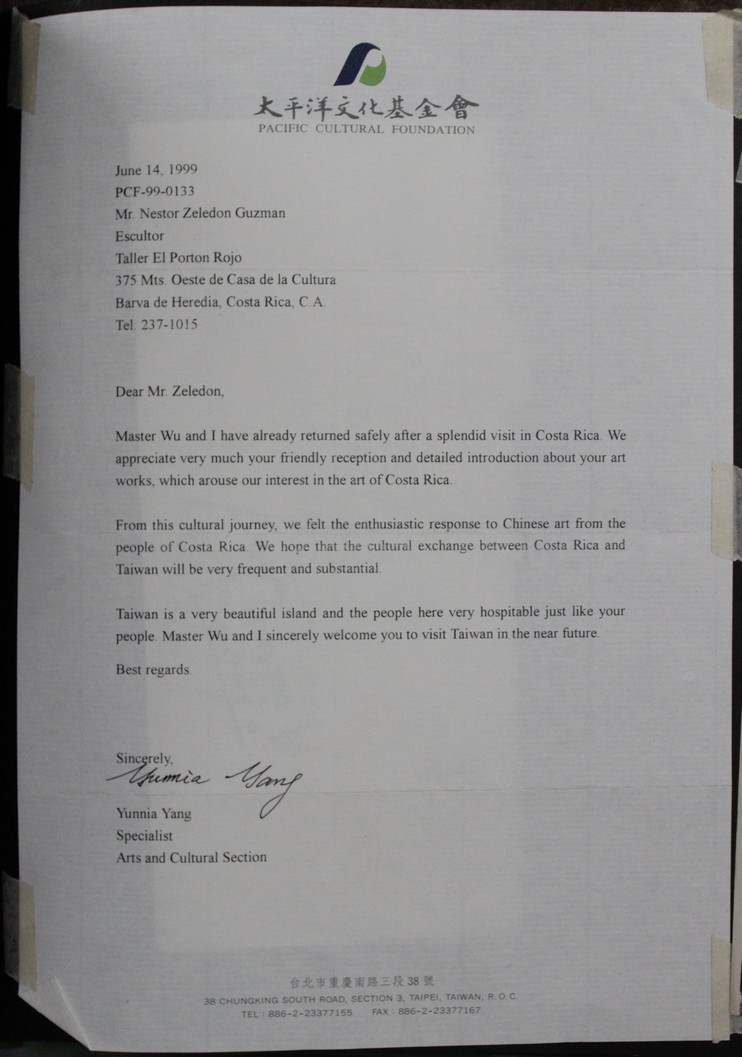 太平洋文化基金會
PACIFIC CULTURAL FOUNDATION
June 14, 1999
PCF-99-0133
Mr. Nestor Zeledon Guzman
Escultor
Taller El Porton Rojo
375 Mts. Oeste de Casa de la Cultura
Barva de Heredia, Costa Rica, C.A.
Tel: 237-1015
Dear Mr. Zeledon,
Master Wu and I have already returned safely after a splendid visit in Costa Rica. We
appreciate very much your friendly reception and detailed introduction about your art
works, which arouse our interest in the art of Costa Rica.
From this cultural journey, we felt the enthusiastic response to Chinese art from the
people of Costa Rica. We hope that the cultural exchange between Costa Rica and
Taiwan will be very frequent and substantial.
Taiwan is a very beautiful island and the people here very hospitable just like your
people. Master Wu and I sincerely welcome you to visit Taiwan in the near future.
Best regards.
Sincerely,
Yunnia Yang
Yunnia Yang
Specialist
Arts and Cultural Section
台北市重慶南路三段38號
38 CHUNGKING SOUTH ROAD, SECTION 3, TAIPEI, TAIWAN, R.O.C.
TEL : 886-2-23377155 FAX : 886-2-23377167